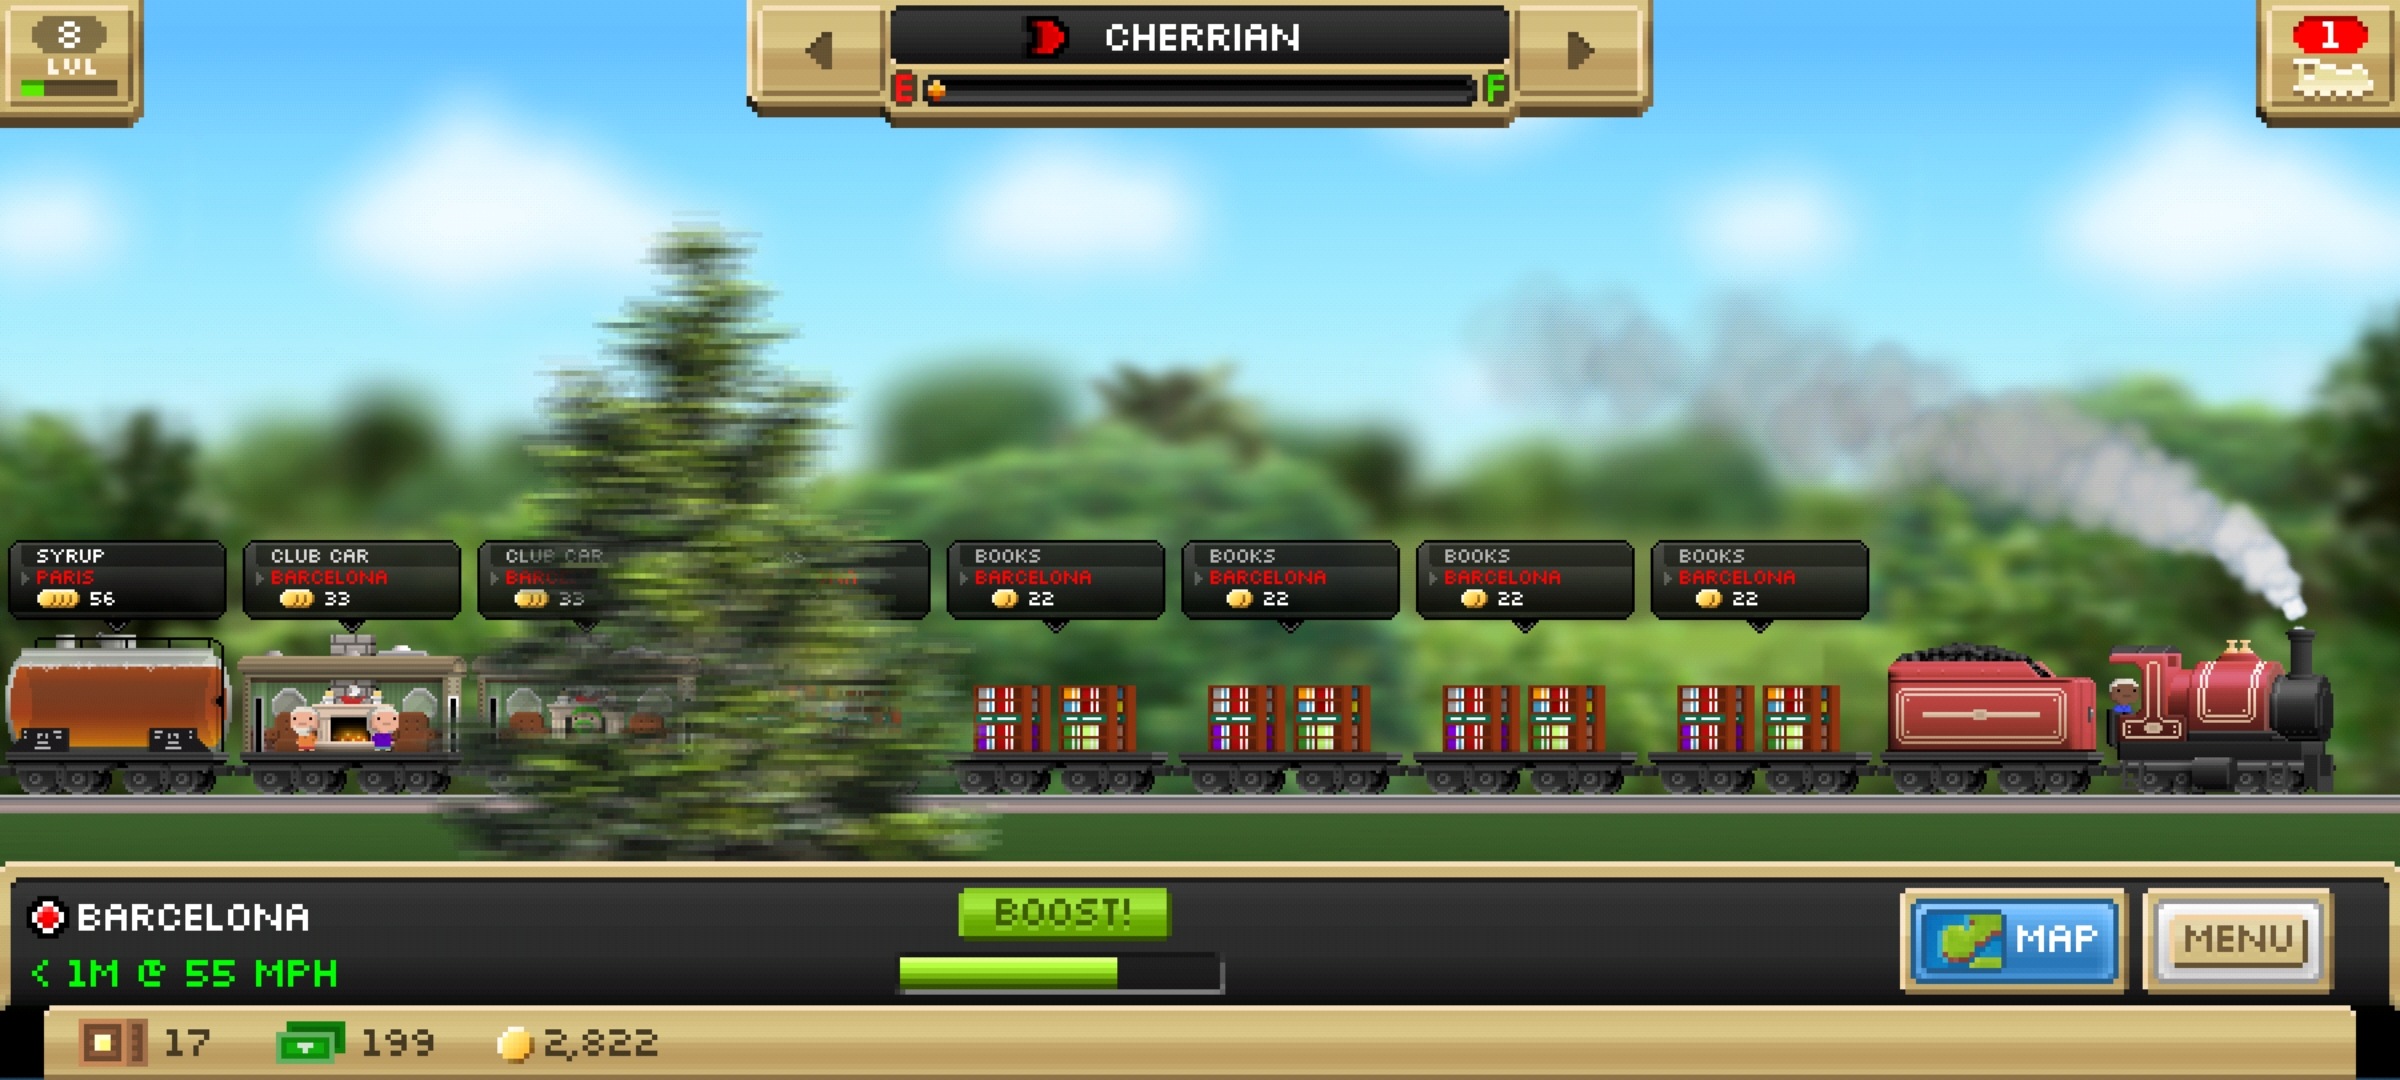 8
LVL
CHERRIAN
E
F
1
SYRUP
PARIS
56
CLUB CAR
BARCELONA
33
CLUB CAR
33
BOOKS
BARCELONA
22
BOOKS
BARCELONA
22
BOOKS
BARCELONA
22
BOOKS
BARCELONA
22
BARCELONA
< 1M @ 55 MPH
BOOST!
MAP
MENU
17
199
2,822